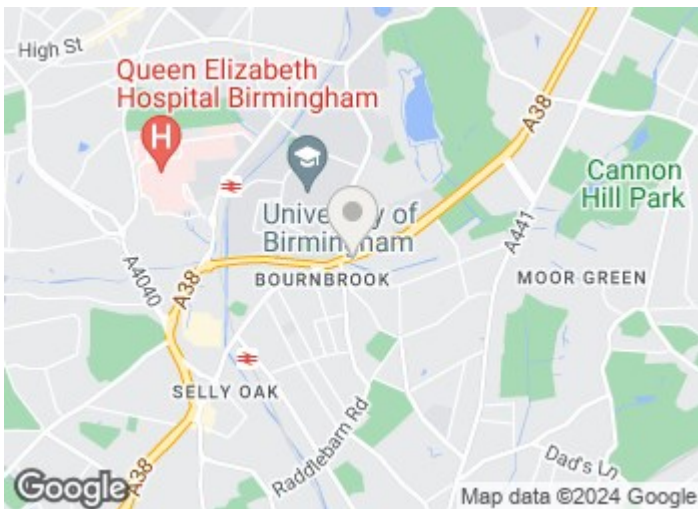 High St
Queen Elizabeth
Hospital Birmingham
H
A38
Cannon
Hill Park
University of
Birmingham
A441
A4040
A38
BOURNBROOK
MOOR GREEN
SELLY OAK
Raddlebarn Rd
Dad's Ln
A38
Google
Map data ©2024 Google